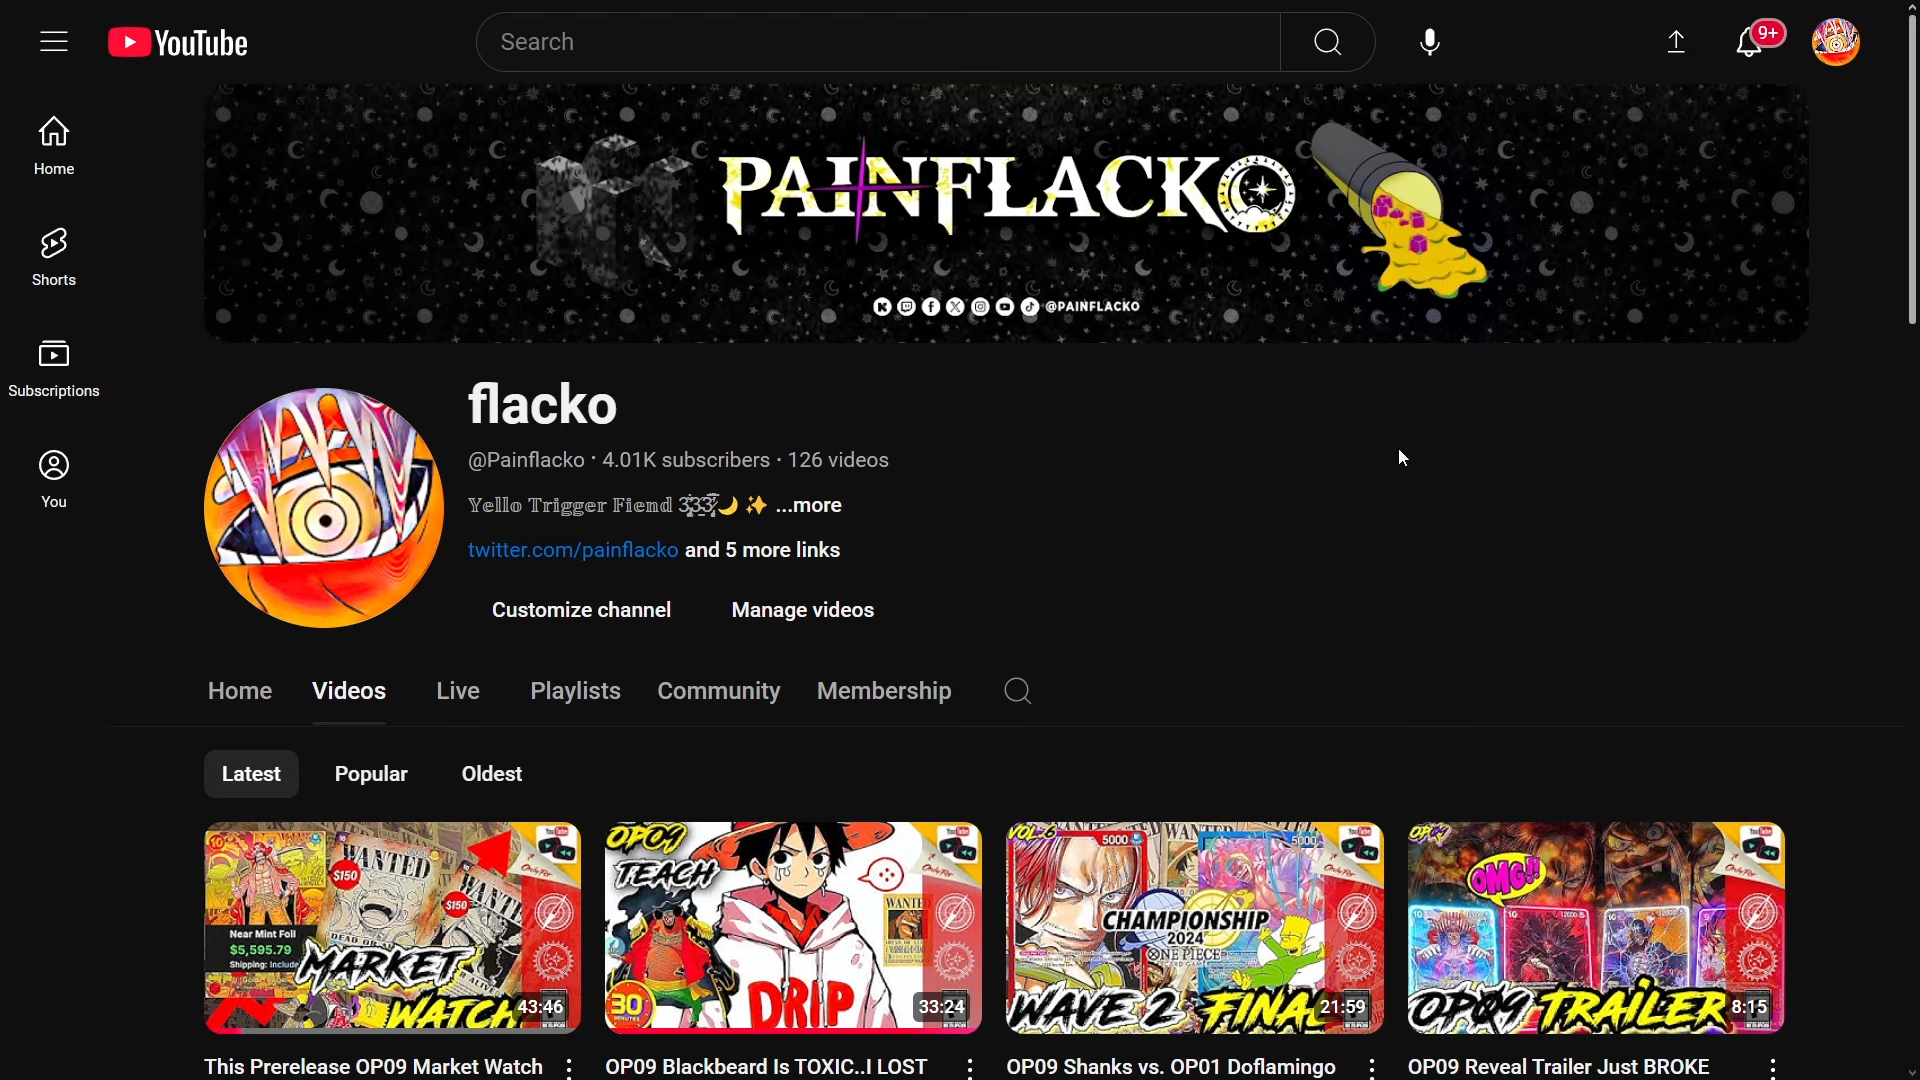 YouTube
Search
9+
Home
Shorts
Subscriptions
You
PAINFLACKO
@PAINFLACKO
flacko
@Painflacko · 4.01K subscribers · 126 videos
𝕐𝕖𝕝𝕝𝕠 𝕋𝕣𝕚𝕘𝕘𝕖𝕣 𝔽𝕚𝕖𝕟𝕕 333🌙 ✨ ...more
twitter.com/painflacko and 5 more links
Customize channel
Manage videos
Home
Videos
Live
Playlists
Community
Membership
Latest
Popular
Oldest
WANTED
$150
$150
Near Mint Foil
$5,595.79
MARKET
WATCH
43:46
OP09
TEACH
WANTED
30
MINUTES
DRIP
33:24
VOL.6
5000
5000
CHAMPIONSHIP
2024
ONE PIECE
WAVE 2
21:59
OP09
OMG!!
OP09 TRAILER
8:15
This Prerelease OP09 Market Watch
OP09 Blackbeard Is TOXIC..I LOST
OP09 Shanks vs. OP01 Doflamingo
OP09 Reveal Trailer Just BROKE